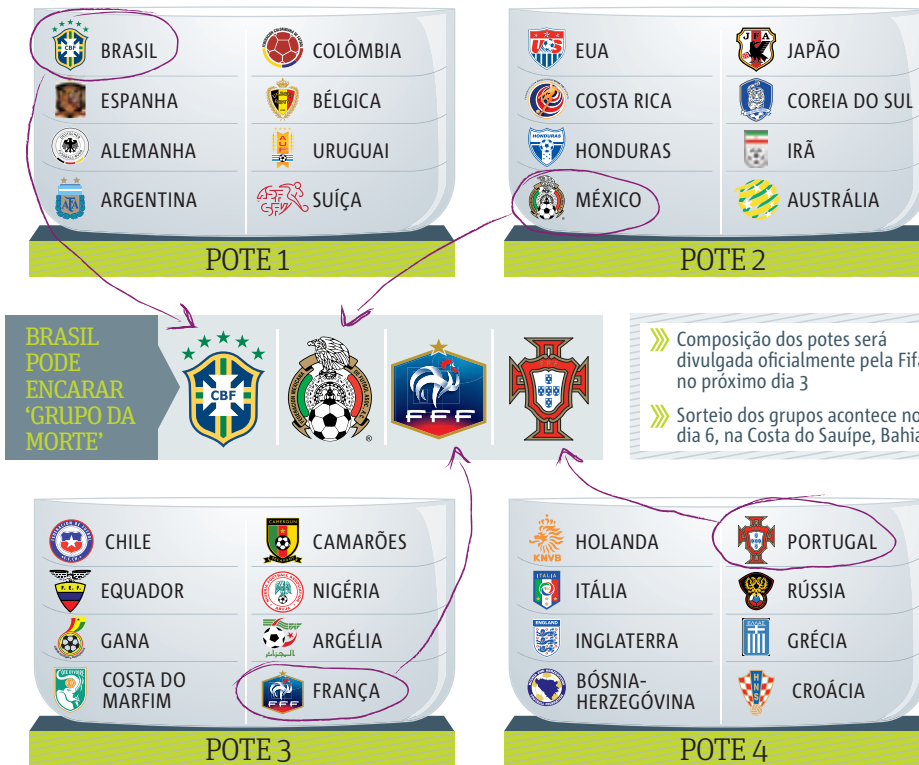 BRASIL
ESPANHA
ALEMANHA
ARGENTINA
COLÔMBIA
BÉLGICA
URUGUAI
SUÍÇA
POTE 1
EUA
COSTA RICA
HONDURAS
MÉXICO
JAPÃO
COREIA DO SUL
IRÃ
AUSTRÁLIA
POTE 2
BRASIL
PODE
ENCARAR
‘GRUPO DA
MORTE’
CBF
FFF
Composição dos potes será
divulgada oficialmente pela Fifa
no próximo dia 3
Sorteio dos grupos acontece no
dia 6, na Costa do Sauípe, Bahia
CHILE
EQUADOR
GANA
COSTA DO
MARFIM
CAMARÕES
NIGÉRIA
ARGÉLIA
FRANÇA
POTE 3
HOLANDA
ITÁLIA
INGLATERRA
BÓSNIA-
HERZEGÓVINA
PORTUGAL
RÚSSIA
GRÉCIA
CROÁCIA
POTE 4